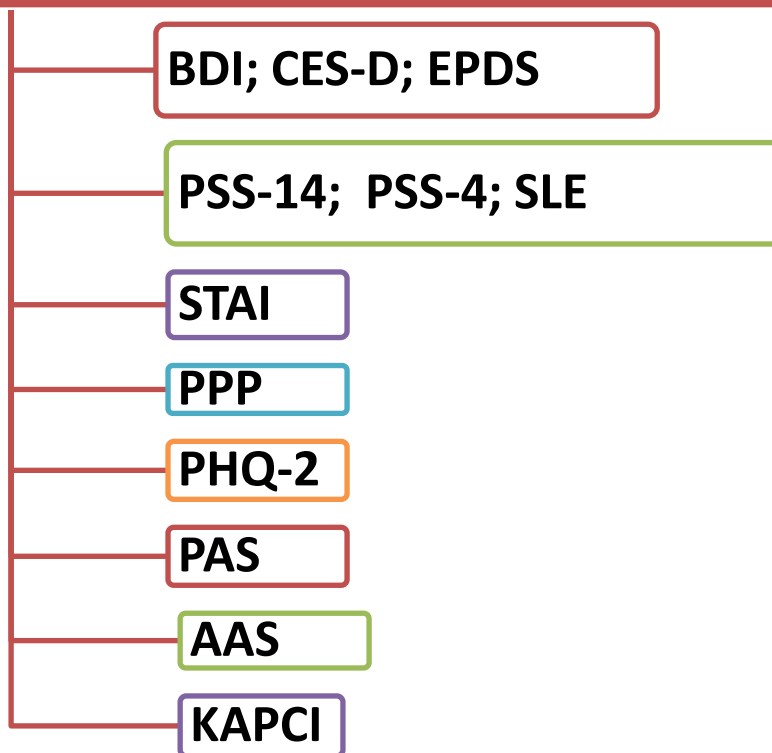 BDI; CES-D; EPDS
PSS-14; PSS-4; SLE
STAI
PPP
PHQ-2
PAS
AAS
KAPCI